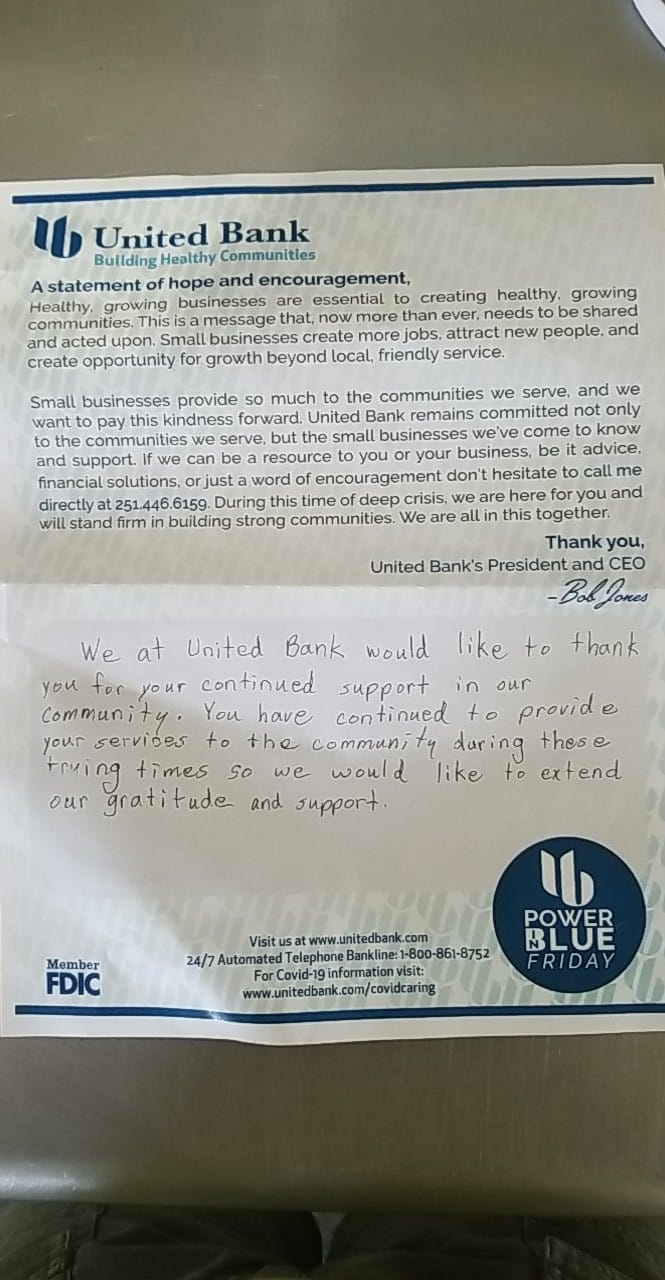 United Bank
Building Healthy Communities
A statement of hope and encouragement,
Healthy, growing businesses are essential to creating healthy, growing
communities. This is a message that, now more than ever, needs to be shared
and acted upon. Small businesses create more jobs, attract new people, and
create opportunity for growth beyond local, friendly service.
Small businesses provide so much to the communities we serve, and we
want to pay this kindness forward. United Bank remains committed not only
to the communities we serve, but the small businesses we've come to know
and support. If we can be a resource to you or your business, be it advice,
financial solutions, or just a word of encouragement don't hesitate to call me
directly at 251.446.6159. During this time of deep crisis, we are here for you and
will stand firm in building strong communities. We are all in this together.
Thank you,
United Bank's President and CEO
-Bob Jones
We at United Bank would like to thank
you for your continued support in our
community. You have continued to provide
your services to the community during these
trying times so we would like to extend
our gratitude and support.
POWER
BLUE
FRIDAY
Visit us at www.unitedbank.com
24/7 Automated Telephone Bankline: 1-800-861-8752
For Covid-19 information visit:
www.unitedbank.com/covidcaring
Member
FDIC